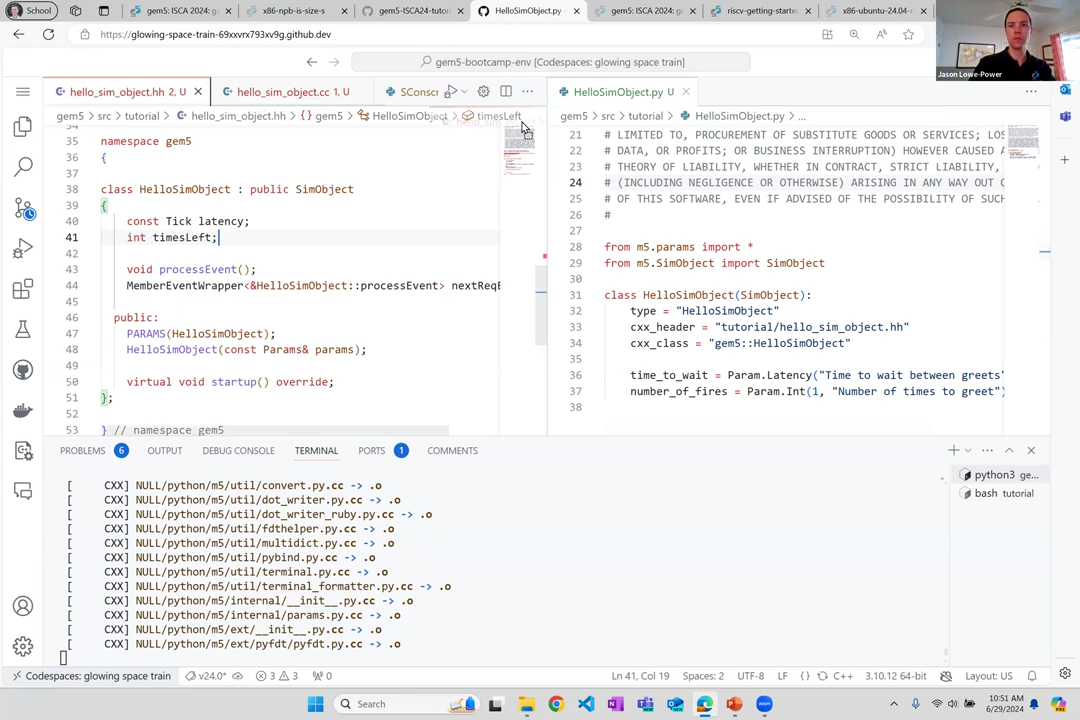 School
gem5: ISCA 2024: g
x86-npb-is-size-s
gem5-ISCA24-tutor
HelloSimObject.py
gem5: ISCA 2024: g
riscv-getting-starte
x86-ubuntu-24.04-r
https://glowing-space-train-69xxvrx793xv9g.github.dev
Jason Lowe-Power
gem5-bootcamp-env [Codespaces: glowing space train]
hello_sim_object.hh 2, U
hello_sim_object.cc 1, U
SConscr
HelloSimObject.py U
gem5 > src > tutorial > hello_sim_object.hh > {} gem5 > HelloSimObject > timesLeft
gem5 > src > tutorial > HelloSimObject.py > ...
34
35 namespace gem5
36 {
37
38 class HelloSimObject : public SimObject
39 {
40 const Tick latency;
41 int timesLeft;
42
43 void processEvent();
44 MemberEventWrapper<&HelloSimObject::processEvent> nextReqE
45
46 public:
47 PARAMS(HelloSimObject);
48 HelloSimObject(const Params& params);
49
50 virtual void startup() override;
51 };
52
53 } // namespace gem5
21 # LIMITED TO, PROCUREMENT OF SUBSTITUTE GOODS OR SERVICES; LOS
22 # DATA, OR PROFITS; OR BUSINESS INTERRUPTION) HOWEVER CAUSED A
23 # THEORY OF LIABILITY, WHETHER IN CONTRACT, STRICT LIABILITY,
24 # (INCLUDING NEGLIGENCE OR OTHERWISE) ARISING IN ANY WAY OUT O
25 # OF THIS SOFTWARE, EVEN IF ADVISED OF THE POSSIBILITY OF SUCH
26 #
27
28 from m5.params import *
29 from m5.SimObject import SimObject
30
31 class HelloSimObject(SimObject):
32 type = "HelloSimObject"
33 cxx_header = "tutorial/hello_sim_object.hh"
34 cxx_class = "gem5::HelloSimObject"
35
36 time_to_wait = Param.Latency("Time to wait between greets"
37 number_of_fires = Param.Int(1, "Number of times to greet")
38
PROBLEMS 6 OUTPUT DEBUG CONSOLE TERMINAL PORTS 1 COMMENTS
[ CXX] NULL/python/m5/util/convert.py.cc -> .o
[ CXX] NULL/python/m5/util/dot_writer.py.cc -> .o
[ CXX] NULL/python/m5/util/dot_writer_ruby.py.cc -> .o
[ CXX] NULL/python/m5/util/fdthelper.py.cc -> .o
[ CXX] NULL/python/m5/util/multidict.py.cc -> .o
[ CXX] NULL/python/m5/util/pybind.py.cc -> .o
[ CXX] NULL/python/m5/util/terminal.py.cc -> .o
[ CXX] NULL/python/m5/util/terminal_formatter.py.cc -> .o
[ CXX] NULL/python/m5/internal/__init__.py.cc -> .o
[ CXX] NULL/python/m5/internal/params.py.cc -> .o
[ CXX] NULL/python/m5/ext/__init__.py.cc -> .o
[ CXX] NULL/python/m5/ext/pyfdt/pyfdt.py.cc -> .o
python3 ge...
bash tutorial
Codespaces: glowing space train v24.0* 3 3 0
Ln 41, Col 19 Spaces: 2 UTF-8 LF {} C++ 3.10.12 64-bit Layout: US
Search
10:51 AM
6/29/2024